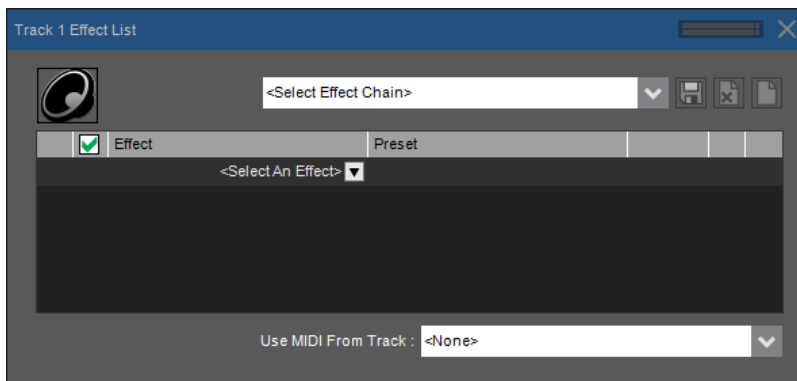 Track 1 Effect List
<Select Effect Chain>
Effect Preset
<Select An Effect>
Use MIDI From Track : <None>